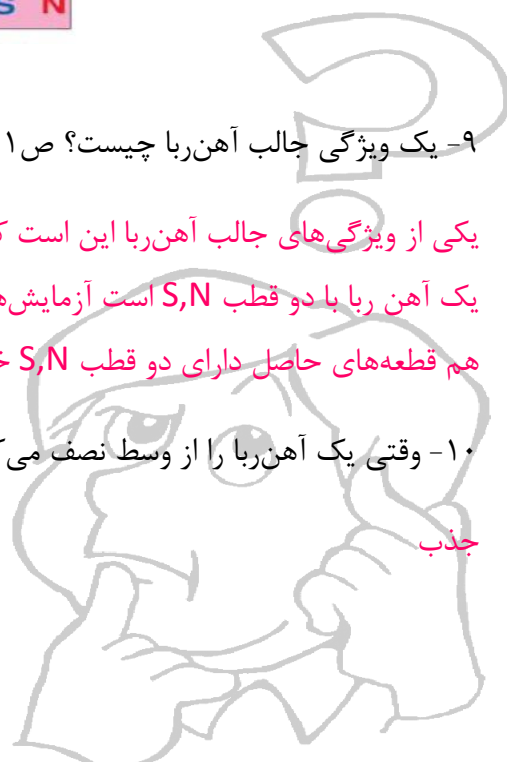 S N
۹- یک ویژگی جالب آهن‌ربا چیست؟ ص۱
یکی از ویژگی‌های جالب آهن‌ربا این است
یک آهن ربا با دو قطب S,N است
هم قطعه‌های حاصل دارای دو قطب S,N
۱۰- وقتی یک آهن‌ربا را از وسط نصف
جذب